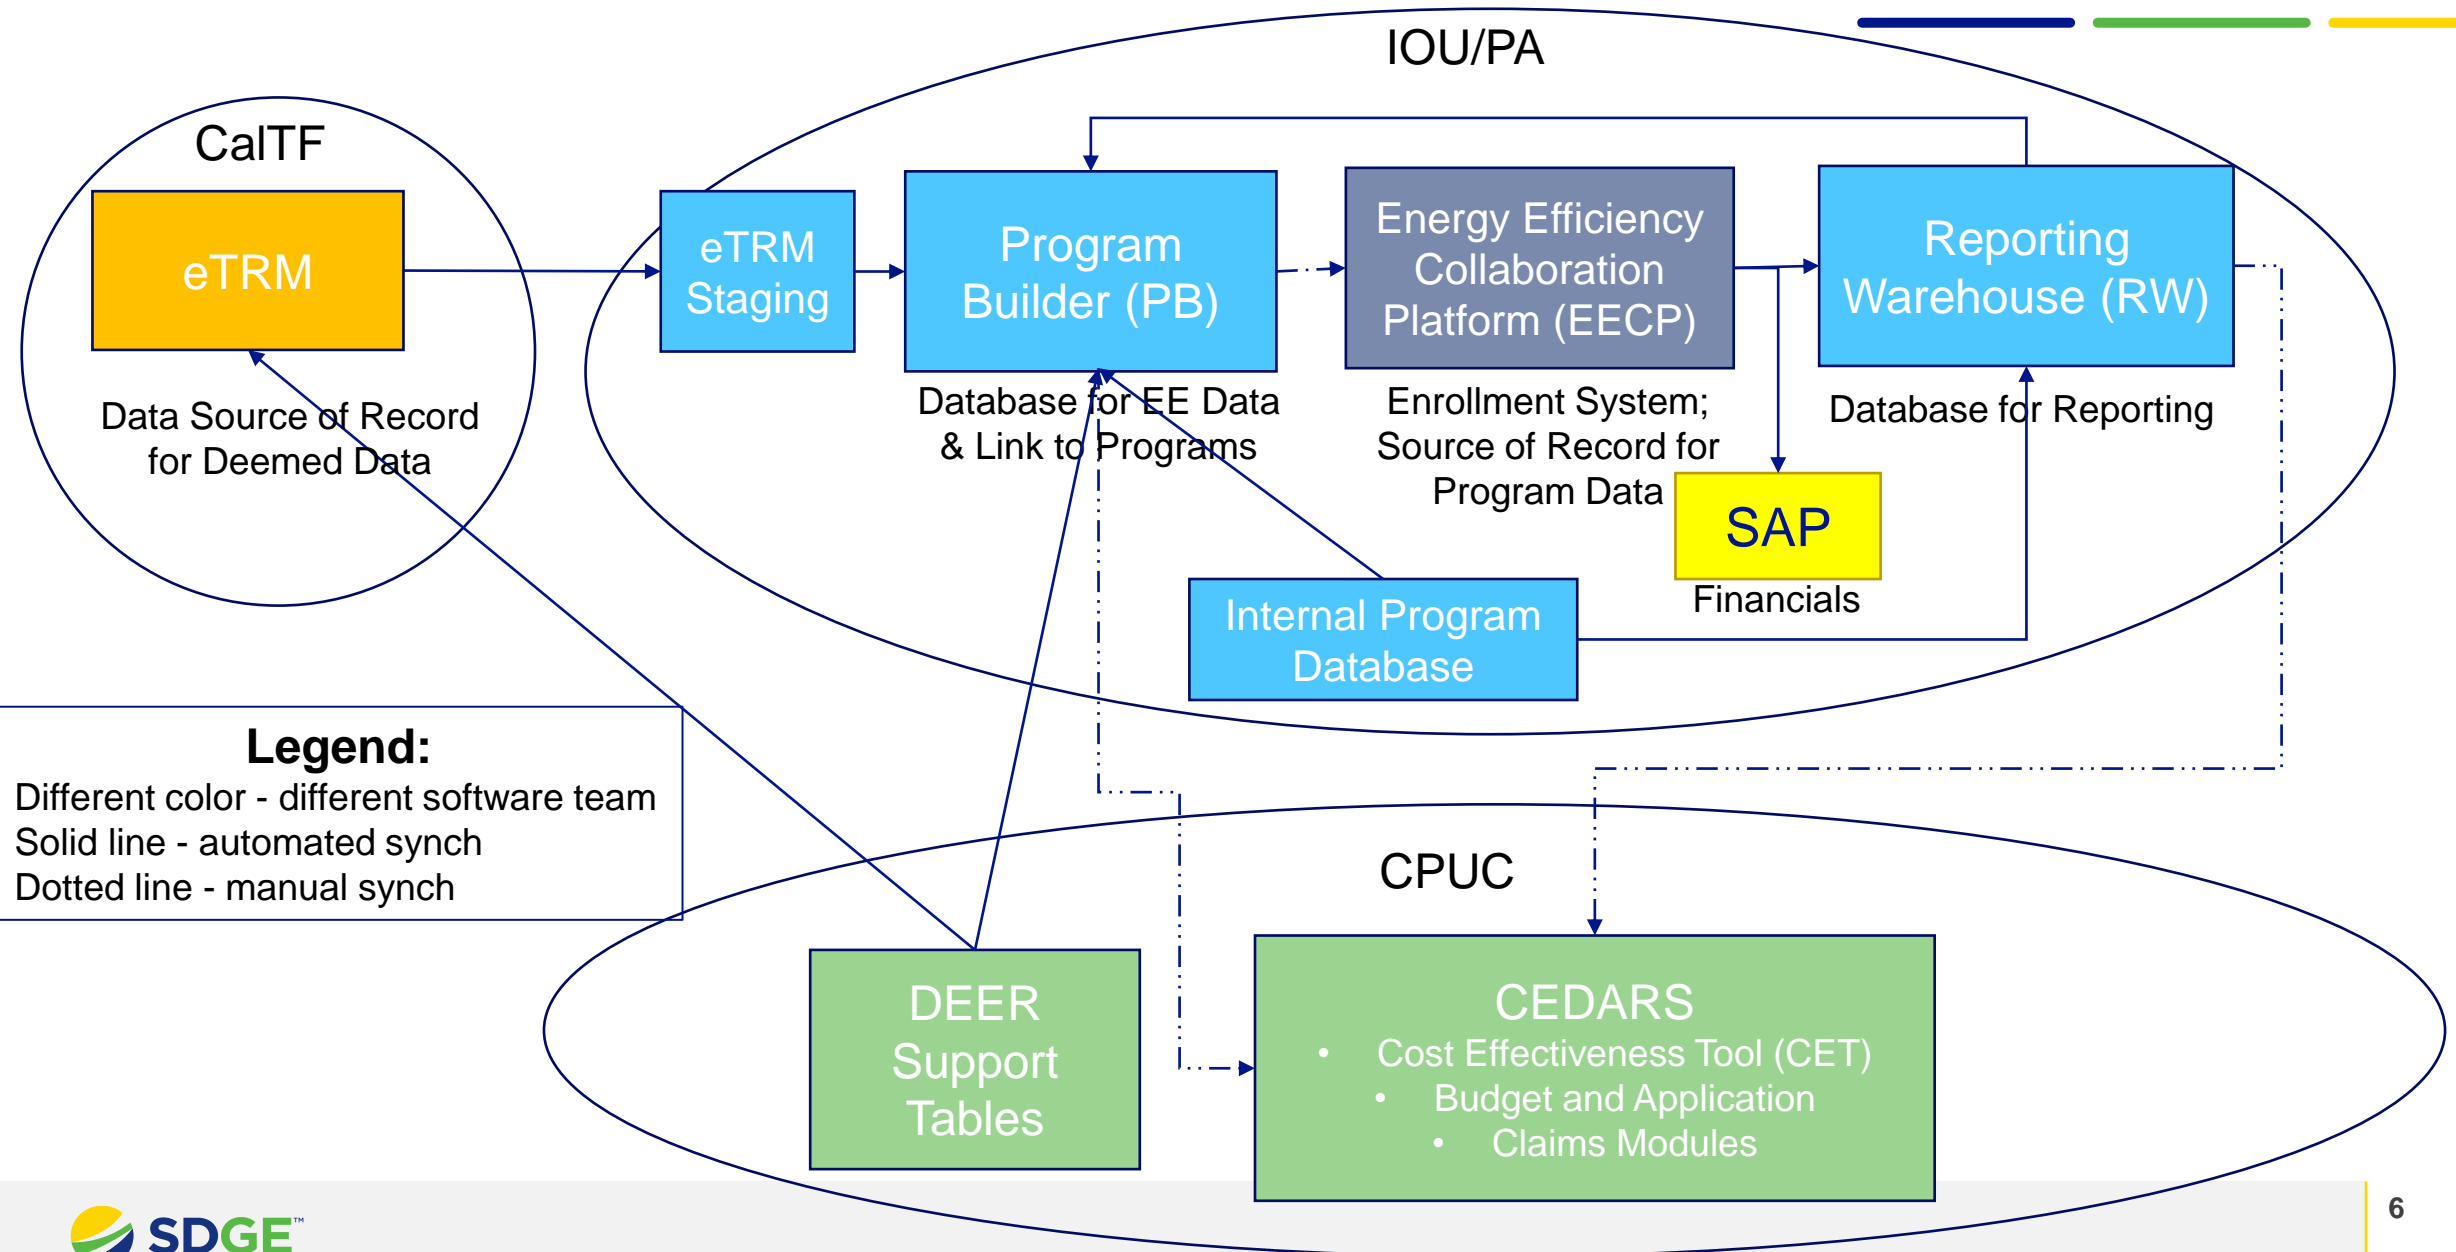 IOU/PA
CalTF
eTRM
eTRM
Staging
Program
Builder (PB)
Energy Efficiency
Collaboration
Platform (EECP)
Reporting
Warehouse (RW)
Data Source of Record
for Deemed Data
Database for EE Data
& Link to Programs
Enrollment System;
Source of Record for
Program Data
Database for Reporting
SAP
Financials
Internal Program
Database
Legend:
Different color - different software team
Solid line - automated synch
Dotted line - manual synch
CPUC
DEER
Support
Tables
CEDARS
• Cost Effectiveness Tool (CET)
• Budget and Application
• Claims Modules
SDGE™
6